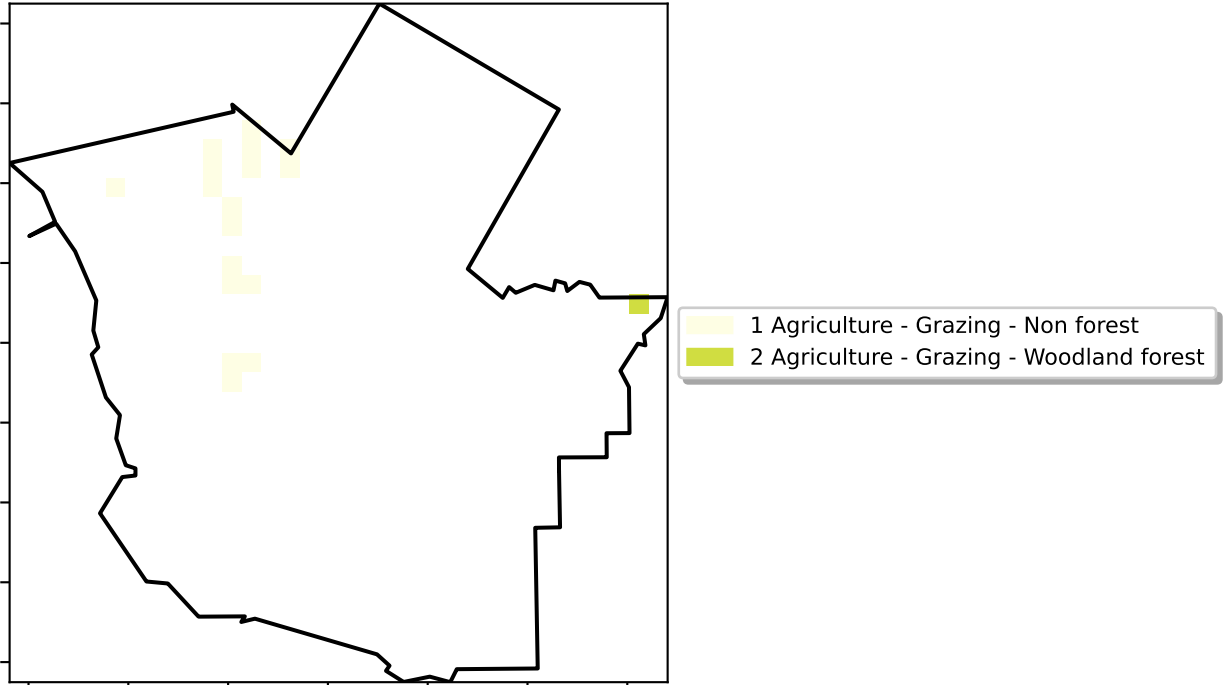 1 Agriculture - Grazing - Non forest
2 Agriculture - Grazing - Woodland forest